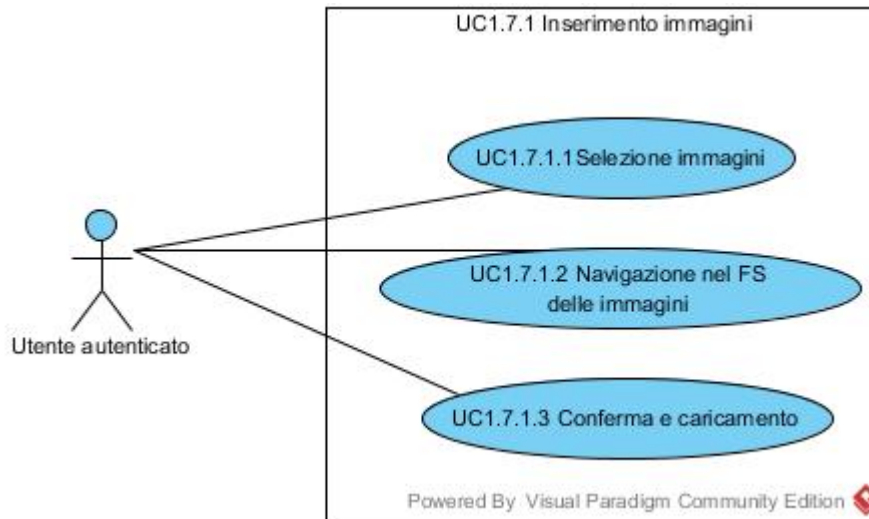 UC1.7.1 Inserimento immagini
UC1.7.1.1Selezione immagini
UC1.7.1.2 Navigazione nel FS
delle immagini
Utente autenticato
UC1.7.1.3 Conferma e caricamento
Powered By Visual Paradigm Community Edition